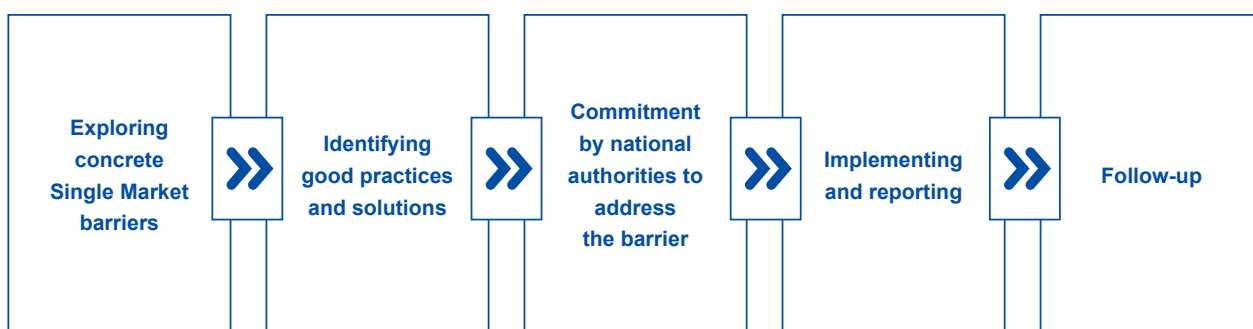 Exploring
concrete
Single Market
barriers
Identifying
good practices
and solutions
Commitment
by national
authorities to
address
the barrier
Implementing
and reporting
Follow-up